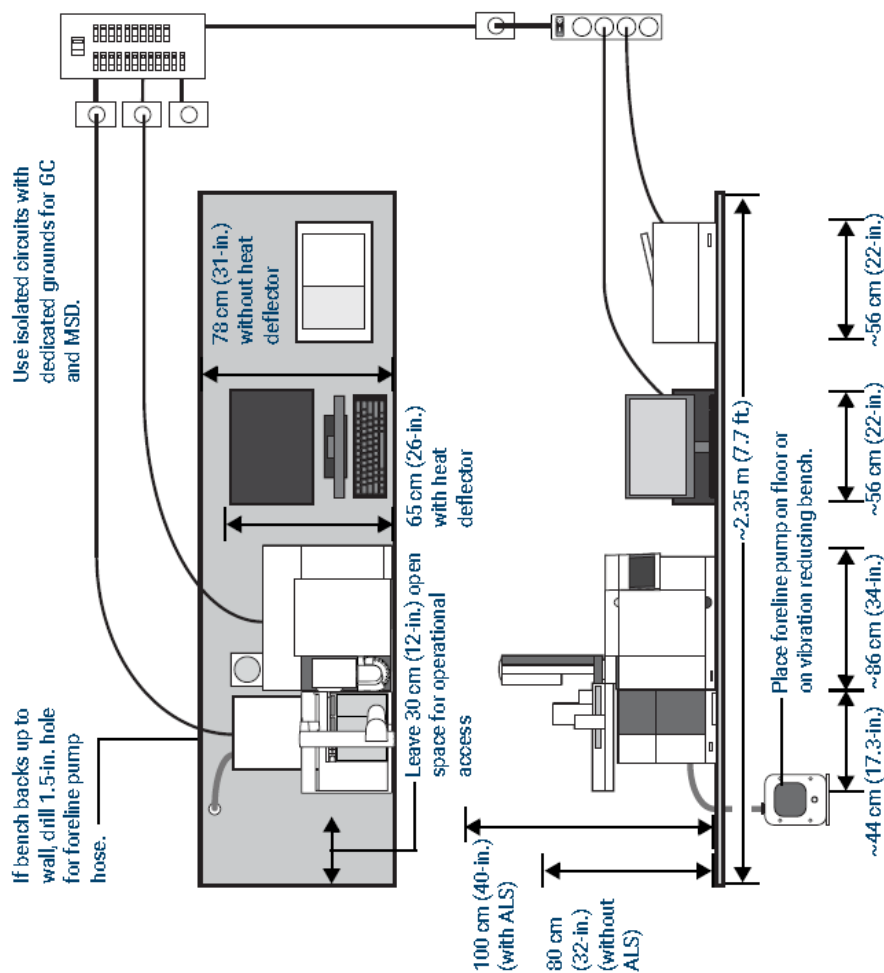 Use isolated circuits with
dedicated grounds for GC
and MSD.
If bench backs up to
wall, drill 1.5-in. hole
for foreline pump
hose.
78 cm (31-in.)
without heat
deflector
65 cm (26-in.)
with heat
deflector
Leave 30 cm (12-in.) open
space for operational
access
100 cm (40-in.)
(with ALS)
80 cm
(32-in.)
(without
ALS)
~2.35 m (7.7 ft.)
Place foreline pump on floor or
on vibration reducing bench.
~44 cm (17.3-in.)
~86 cm (34-in.)
~56 cm (22-in.)
~56 cm (22-in.)